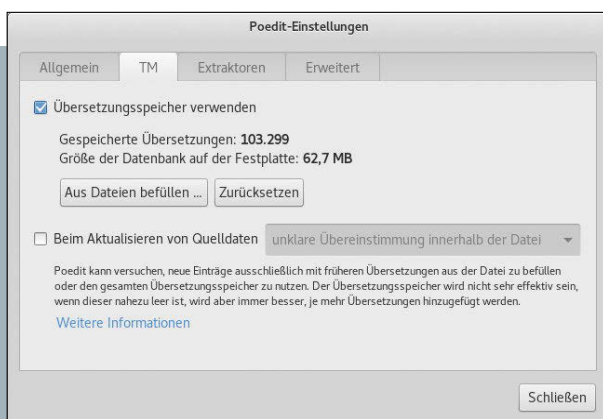 Poedit-Einstellungen
Allgemein TM Extraktoren Erweitert
Übersetzungsspeicher verwenden
Gespeicherte Übersetzungen: 103.299
Größe der Datenbank auf der Festplatte: 62,7 MB
Aus Dateien befüllen ... Zurücksetzen
Beim Aktualisieren von Quelldaten unklare Übereinstimmung innerhalb der Datei
Poedit kann versuchen, neue Einträge ausschließlich mit früheren Übersetzungen aus der Datei zu befüllen
oder den gesamten Übersetzungsspeicher zu nutzen. Der Übersetzungsspeicher wird nicht sehr effektiv sein,
wenn dieser nahezu leer ist, wird aber immer besser, je mehr Übersetzungen hinzugefügt werden.
Weitere Informationen
Schließen